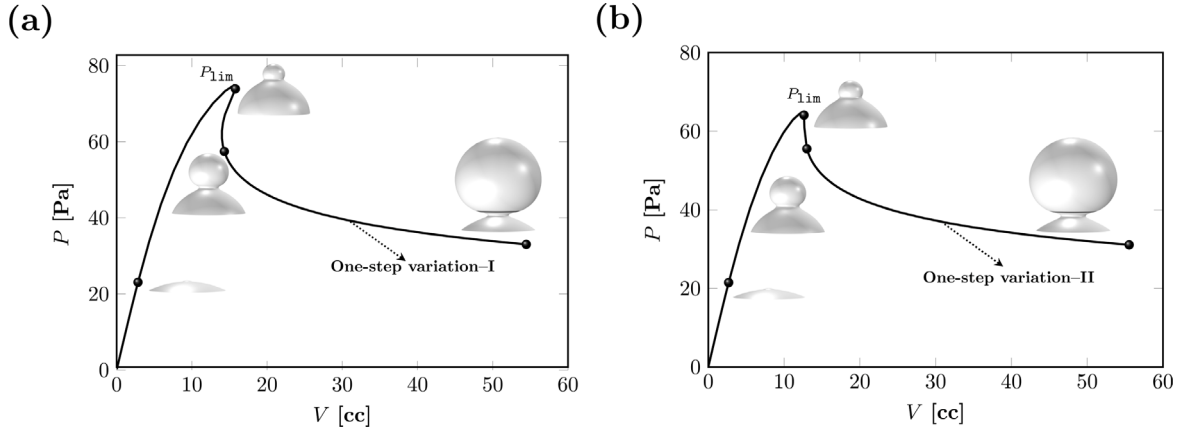 (a)
80
60
40
20
0
P [Pa]
P_lim
One-step variation–I
0 10 20 30 40 50 60
V [cc]
(b)
80
60
40
20
0
P [Pa]
P_lim
One-step variation–II
0 10 20 30 40 50 60
V [cc]